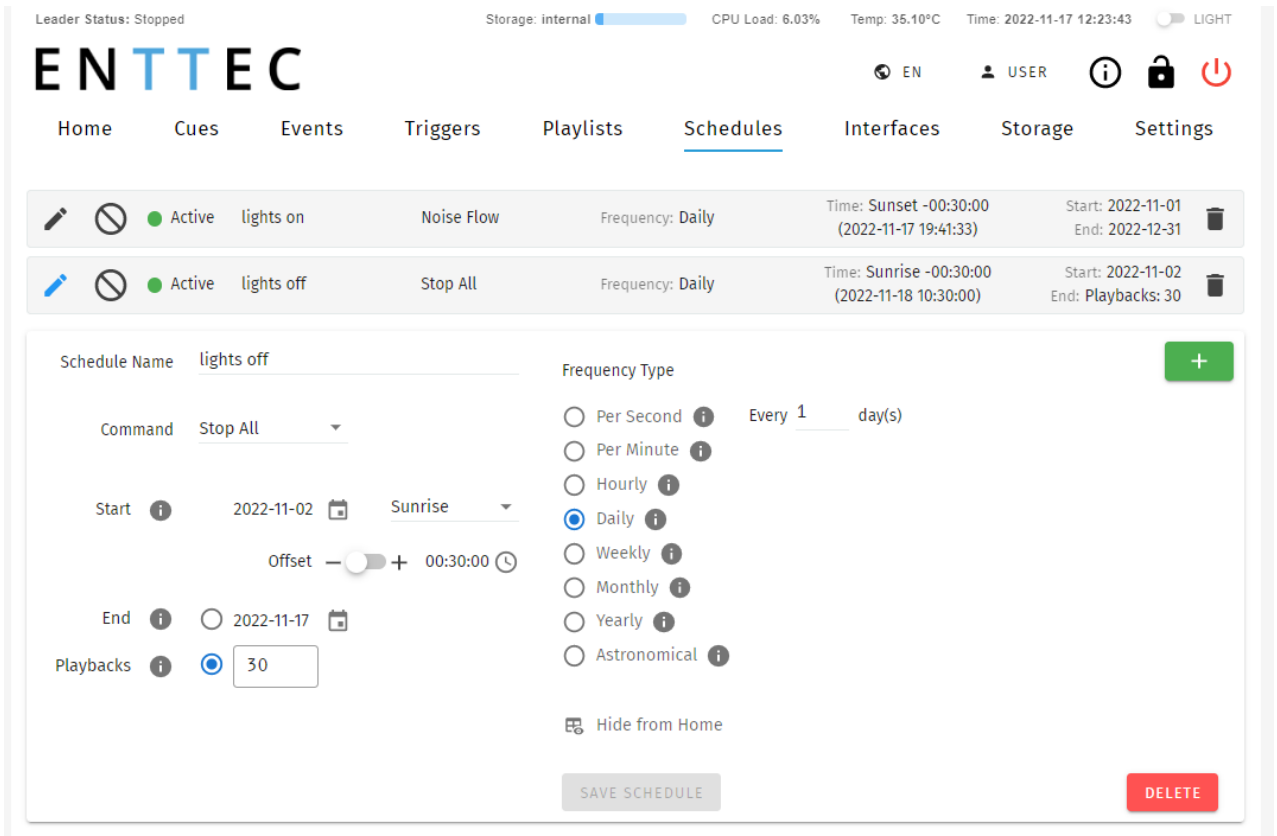 Leader Status: Stopped Storage: internal CPU Load: 6.03% Temp: 35.10°C Time: 2022-11-17 12:23:43 LIGHT
ENTTEC EN USER
Home Cues Events Triggers Playlists Schedules Interfaces Storage Settings
Active lights on Noise Flow Frequency: Daily Time: Sunset -00:30:00 Start: 2022-11-01
(2022-11-17 19:41:33) End: 2022-12-31
Active lights off Stop All Frequency: Daily Time: Sunrise -00:30:00 Start: 2022-11-02
(2022-11-18 10:30:00) End: Playbacks: 30
Schedule Name lights off
Command Stop All
Start 2022-11-02 Sunrise
Offset − + 00:30:00
End 2022-11-17
Playbacks 30
Frequency Type
Per Second Every 1 day(s)
Per Minute
Hourly
Daily
Weekly
Monthly
Yearly
Astronomical
Hide from Home
SAVE SCHEDULE
+
DELETE